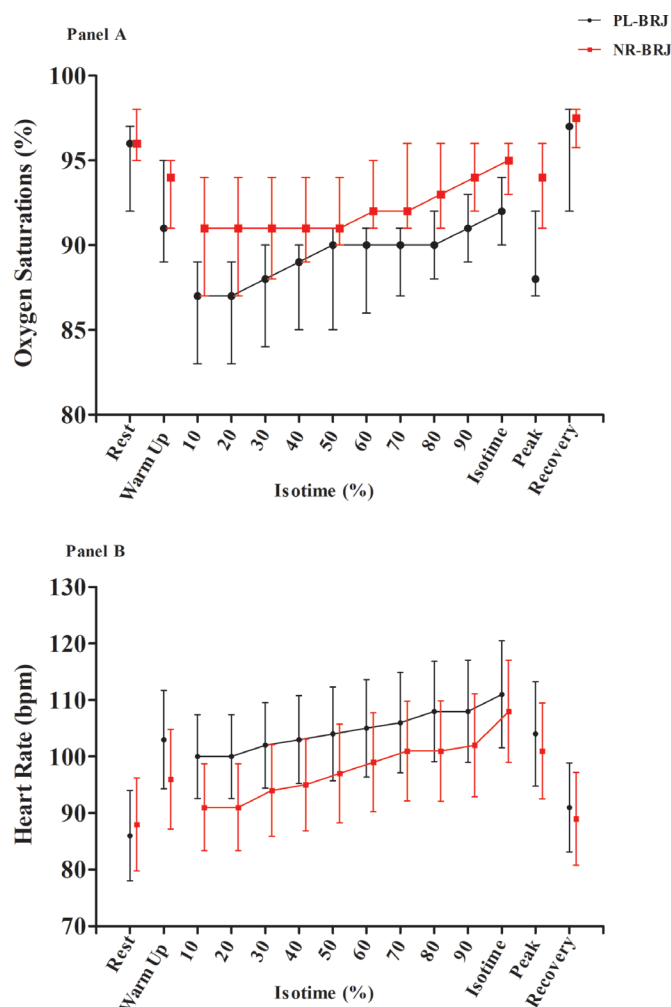 PL-BRJ
NR-BRJ
Panel A
Oxygen Saturations (%)
100
95
90
85
80
Rest
Warm Up
10
20
30
40
50
60
70
80
90
Isotime
Peak
Recovery
Isotime (%)
Panel B
Heart Rate (bpm)
130
120
110
100
90
80
70
Rest
Warm Up
10
20
30
40
50
60
70
80
90
Isotime
Peak
Recovery
Isotime (%)